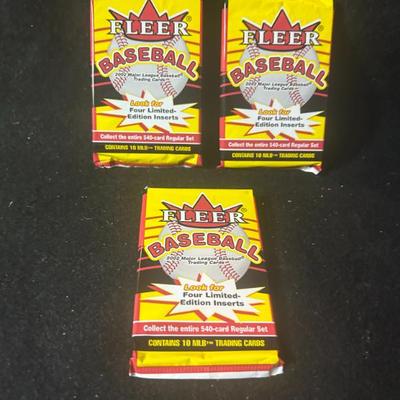 FLEER
BASEBALL
2002 Major League Baseball®
Trading Cards
Look for
Four Limited-
Edition Inserts
Collect the entire 540-card Regular Set
CONTAINS 10 MLB™ TRADING CARDS
FLEER
BASEBALL
2002 Major League Baseball®
Trading Cards
Look for
Four Limited-
Edition Inserts
Collect the entire 540-card Regular Set
CONTAINS 10 MLB™ TRADING CARDS
FLEER
BASEBALL
2002 Major League Baseball®
Trading Cards
Look for
Four Limited-
Edition Inserts
Collect the entire 540-card Regular Set
CONTAINS 10 MLB™ TRADING CARDS